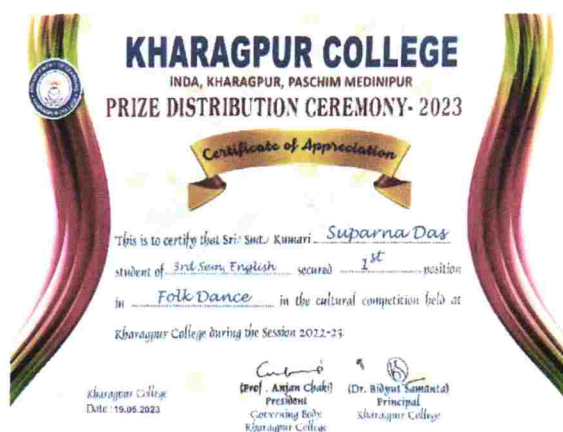 KHARAGPUR COLLEGE
INDA, KHARAGPUR, PASCHIM MEDINIPUR
PRIZE DISTRIBUTION CEREMONY- 2023
Certificate of Appreciation
This is to certify that Sri/ Smt./ Kumari Suparna Das
student of 3rd Sem, English secured 1st position
in Folk Dance in the cultural competition held at
Kharagpur College during the Session 2022-23.
(Prof. Anjan Chaki)
President
Governing Body
Kharagpur College
(Dr. Bidyut Samanta)
Principal
Kharagpur College
Kharagpur College
Date : 19.05.2023